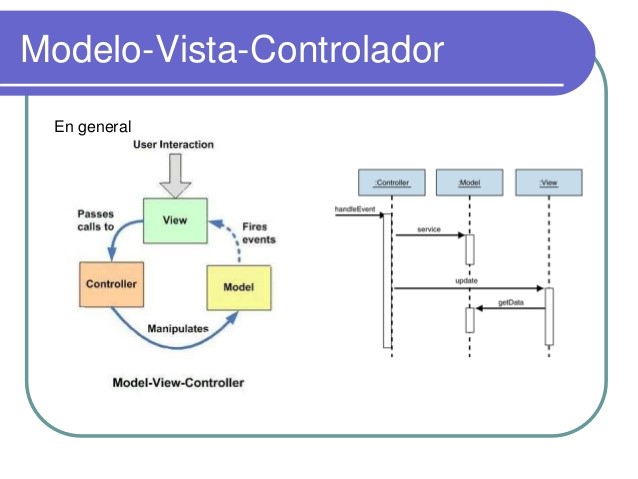 Modelo-Vista-Controlador
En general
User Interaction
View
Passes
calls to
Fires
events
Controller
Model
Manipulates
Model-View-Controller
:Controller
:Model
:View
handleEvent
service
update
getData